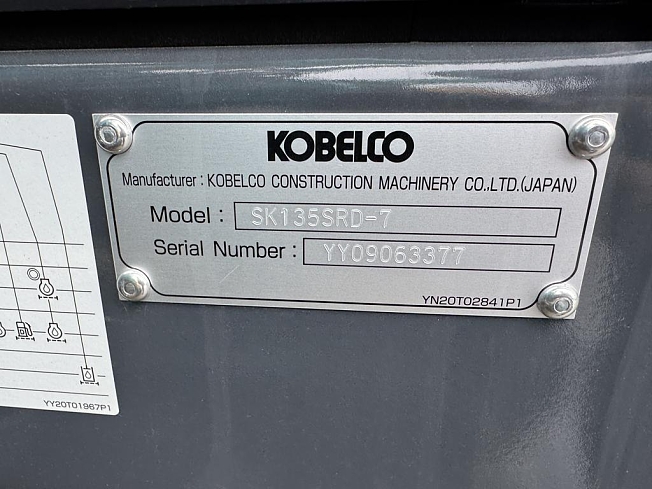 KOBELCO
Manufacturer : KOBELCO CONSTRUCTION MACHINERY CO.,LTD.(JAPAN)
Model : SK135SRD-7
Serial Number : YY09063377
YN20T02841P1
YY20T01967P1